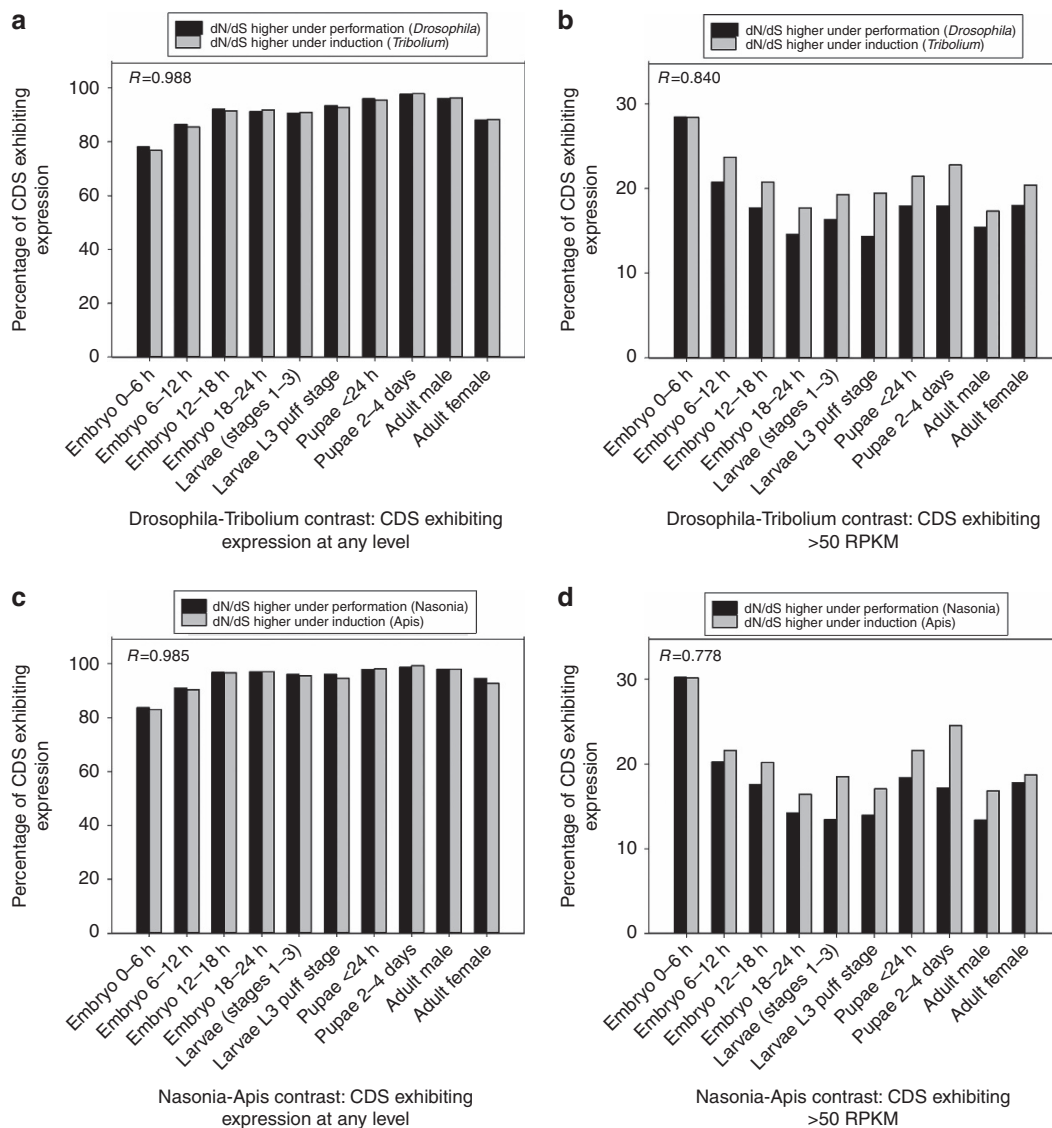 a
dN/dS higher under performation (Drosophila)
dN/dS higher under induction (Tribolium)
R=0.988
Percentage of CDS exhibiting
expression
100
80
60
40
20
0
Embryo 0–6 h
Embryo 6–12 h
Embryo 12–18 h
Embryo 18–24 h
Larvae (stages 1–3)
Larvae L3 puff stage
Pupae <24 h
Pupae 2–4 days
Adult male
Adult female
Drosophila-Tribolium contrast: CDS exhibiting
expression at any level
b
dN/dS higher under performation (Drosophila)
dN/dS higher under induction (Tribolium)
R=0.840
Percentage of CDS exhibiting
expression
30
20
10
0
Embryo 0–6 h
Embryo 6–12 h
Embryo 12–18 h
Embryo 18–24 h
Larvae (stages 1–3)
Larvae L3 puff stage
Pupae <24 h
Pupae 2–4 days
Adult male
Adult female
Drosophila-Tribolium contrast: CDS exhibiting
>50 RPKM
c
dN/dS higher under performation (Nasonia)
dN/dS higher under induction (Apis)
R=0.985
Percentage of CDS exhibiting
expression
100
80
60
40
20
0
Embryo 0–6 h
Embryo 6–12 h
Embryo 12–18 h
Embryo 18–24 h
Larvae (stages 1–3)
Larvae L3 puff stage
Pupae <24 h
Pupae 2–4 days
Adult male
Adult female
Nasonia-Apis contrast: CDS exhibiting
expression at any level
d
dN/dS higher under performation (Nasonia)
dN/dS higher under induction (Apis)
R=0.778
Percentage of CDS exhibiting
expression
30
20
10
0
Embryo 0–6 h
Embryo 6–12 h
Embryo 12–18 h
Embryo 18–24 h
Larvae (stages 1–3)
Larvae L3 puff stage
Pupae <24 h
Pupae 2–4 days
Adult male
Adult female
Nasonia-Apis contrast: CDS exhibiting
>50 RPKM